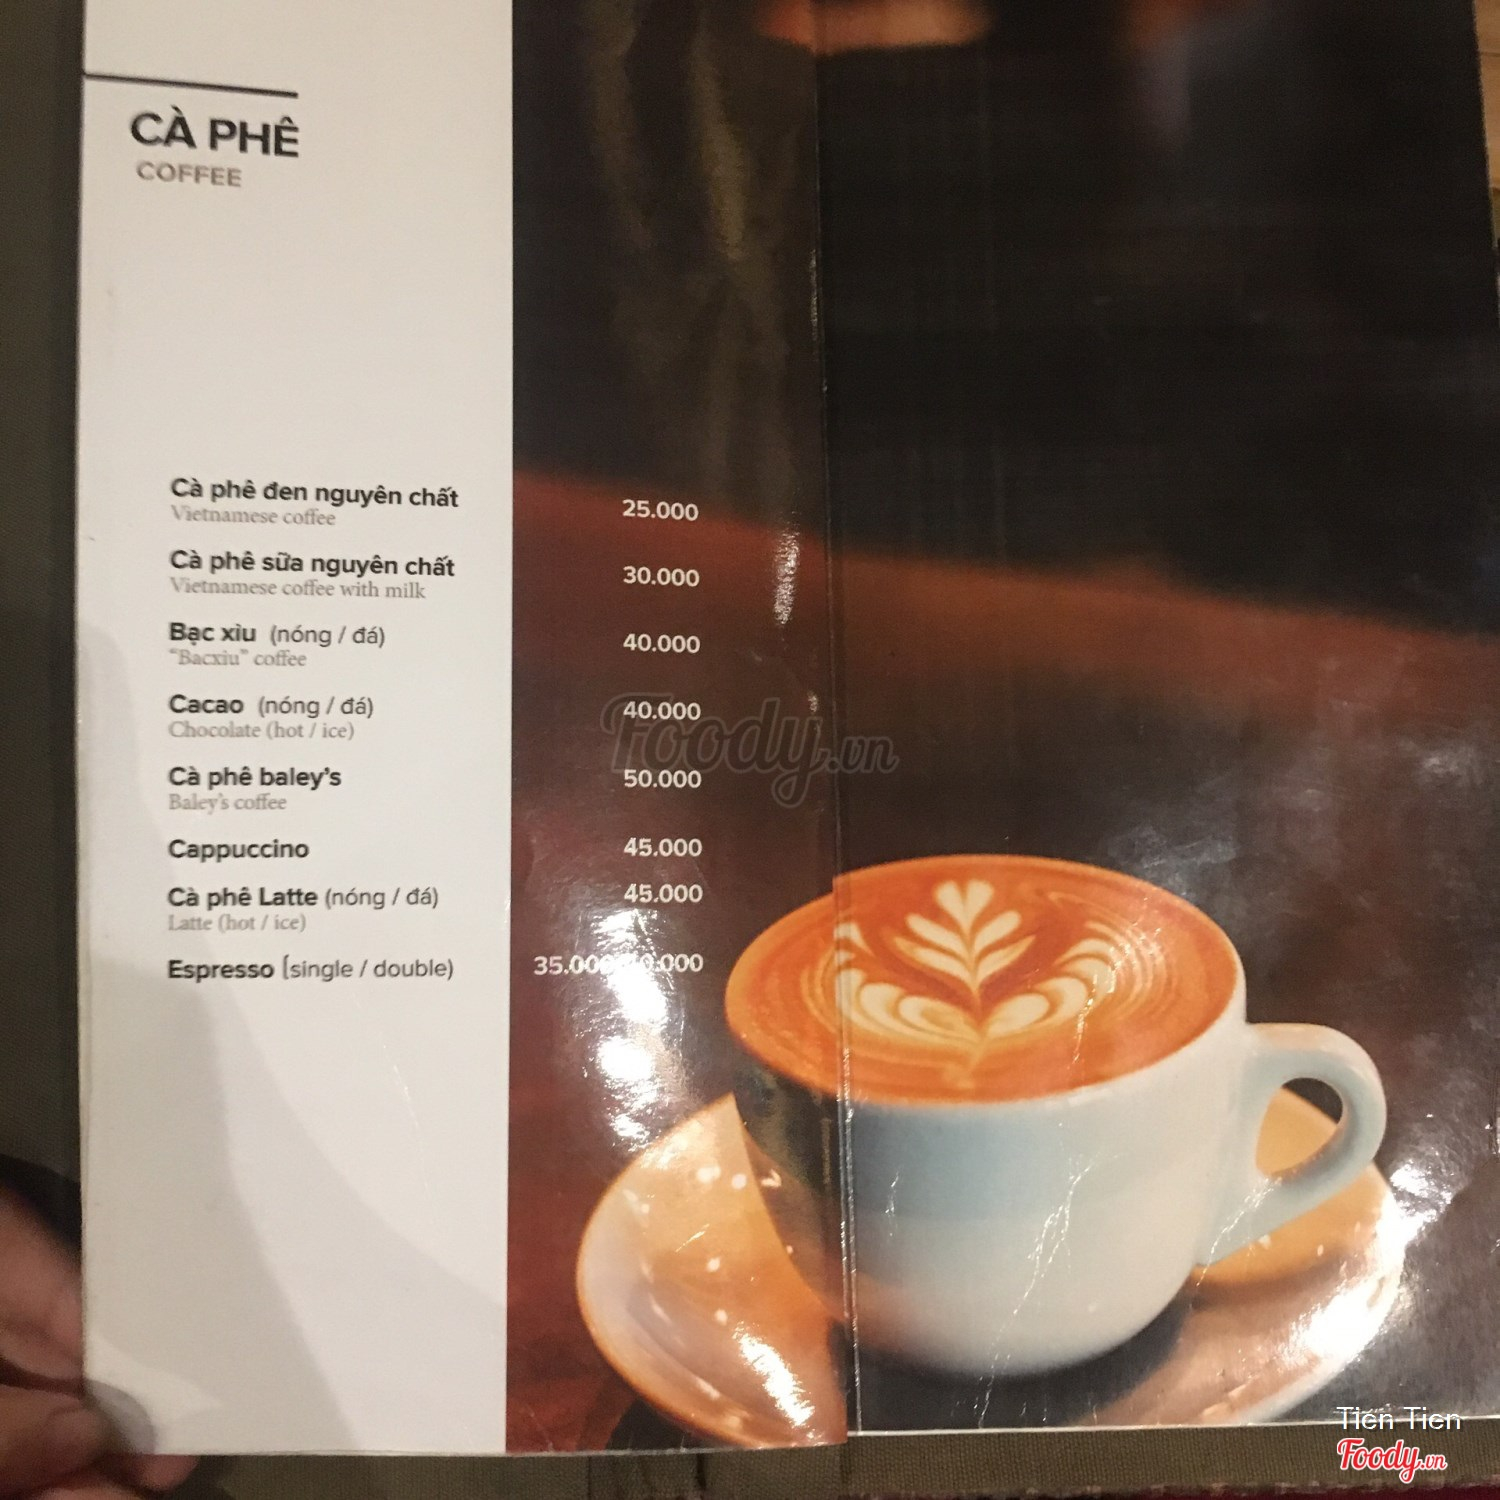 CÀ PHÊ
COFFEE
Cà phê đen nguyên chất 25.000
Vietnamese coffee
Cà phê sữa nguyên chất 30.000
Vietnamese coffee with milk
Bạc xìu (nóng / đá) 40.000
"Bacxiu" coffee
Cacao (nóng / đá) 40.000
Chocolate (hot / ice)
Cà phê baley's 50.000
Baley's coffee
Cappuccino 45.000
Cà phê Latte (nóng / đá) 45.000
Latte (hot / ice)
Espresso (single / double)
Foody.vn
Tien Tien
Foody.vn